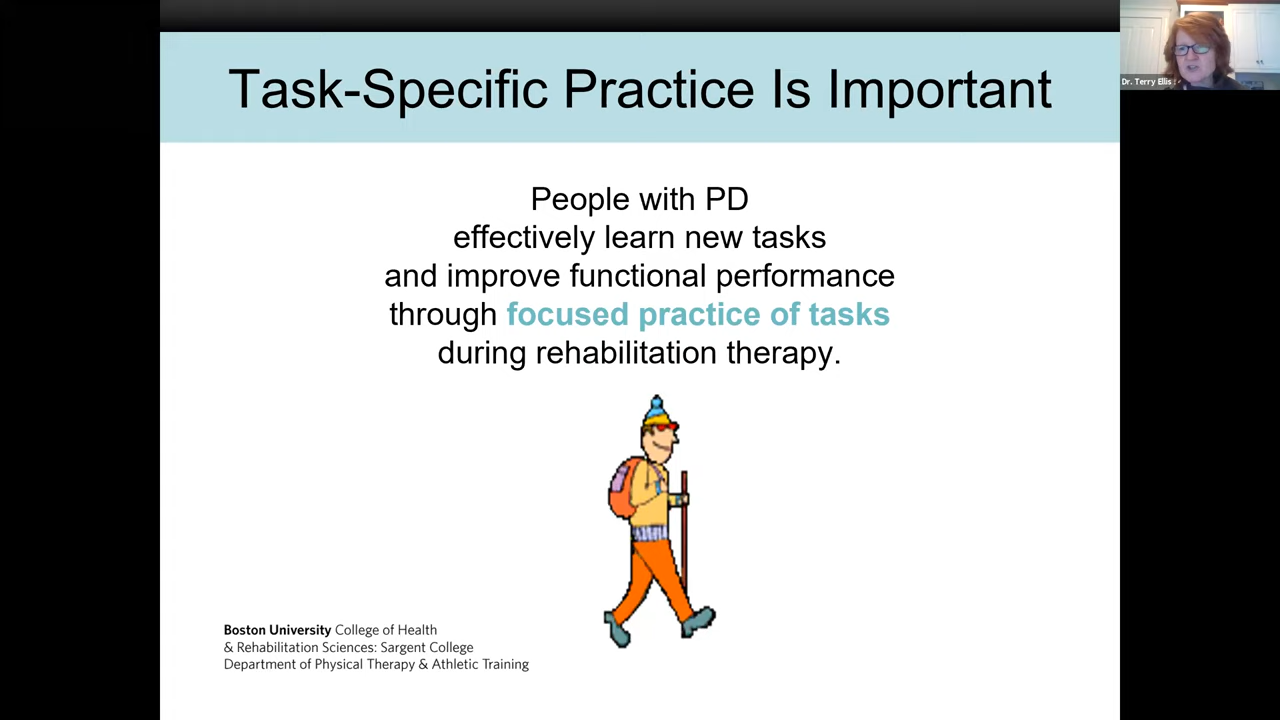 Task-Specific Practice Is Important
Dr. Terry Ellis
People with PD
effectively learn new tasks
and improve functional performance
through focused practice of tasks
during rehabilitation therapy.
Boston University College of Health
& Rehabilitation Sciences: Sargent College
Department of Physical Therapy & Athletic Training